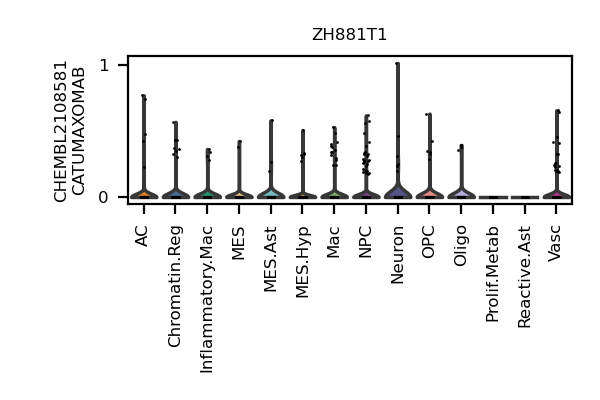 ZH881T1
CHEMBL2108581
CATUMAXOMAB
1
0
AC
Chromatin.Reg
Inflammatory.Mac
MES
MES.Ast
MES.Hyp
Mac
NPC
Neuron
OPC
Oligo
Prolif.Metab
Reactive.Ast
Vasc